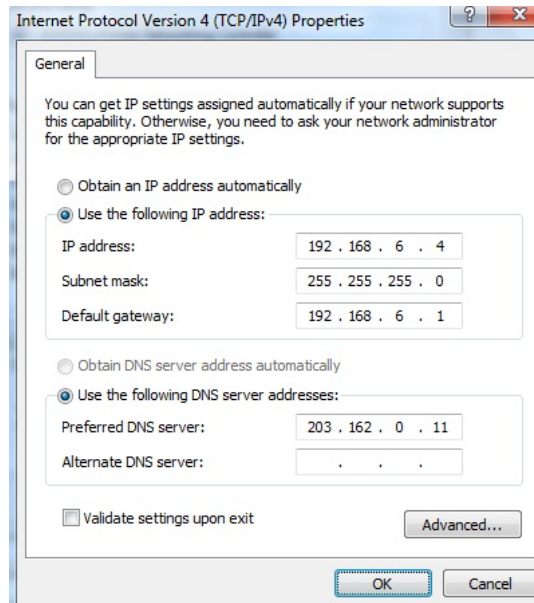 Internet Protocol Version 4 (TCP/IPv4) Properties
General
You can get IP settings assigned automatically if your network supports
this capability. Otherwise, you need to ask your network administrator
for the appropriate IP settings.
Obtain an IP address automatically
Use the following IP address:
IP address: 192 . 168 . 6 . 4
Subnet mask: 255 . 255 . 255 . 0
Default gateway: 192 . 168 . 6 . 1
Obtain DNS server address automatically
Use the following DNS server addresses:
Preferred DNS server: 203 . 162 . 0 . 11
Alternate DNS server: . . .
Validate settings upon exit
Advanced...
OK Cancel